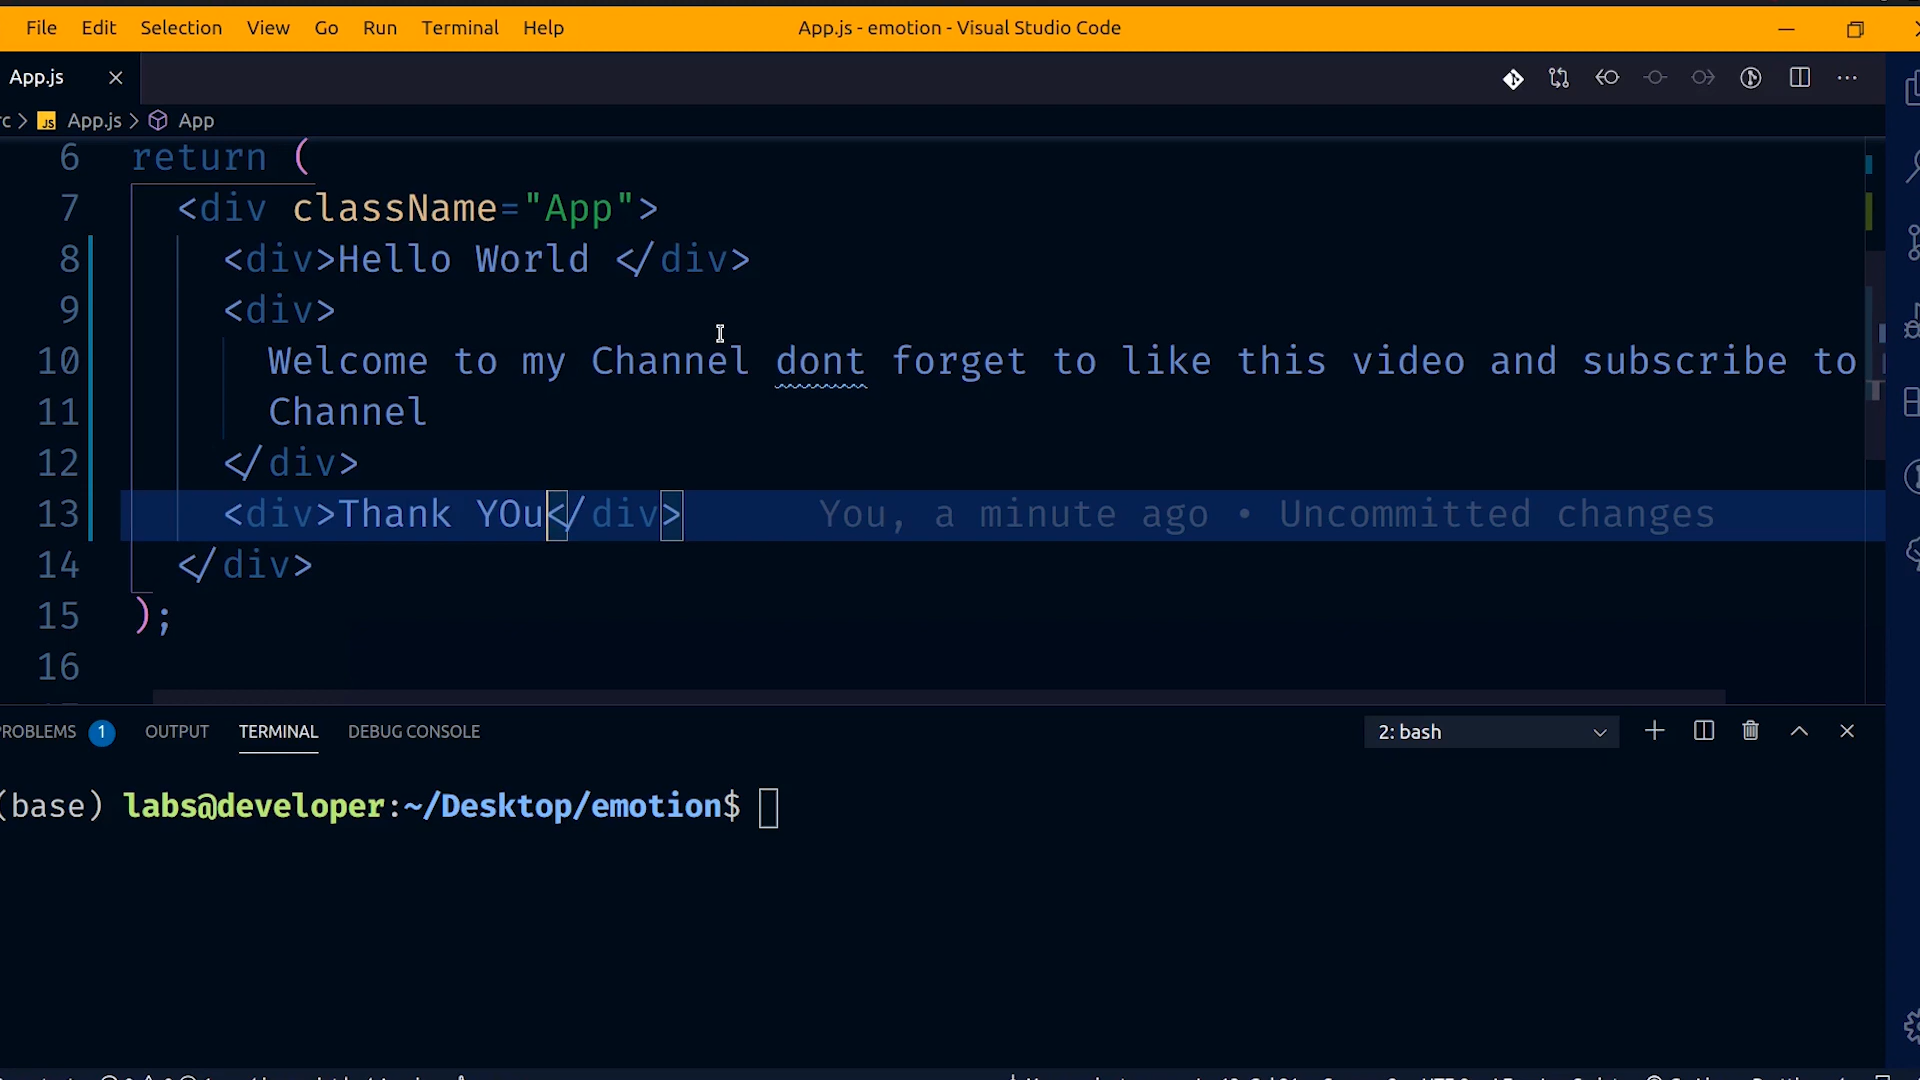 File Edit Selection View Go Run Terminal Help App.js - emotion - Visual Studio Code
App.js
App.js > App
6 return (
7 <div className="App">
8 <div>Hello World </div>
9 <div>
10 Welcome to my Channel dont forget to like this video and subscribe to
11 Channel
12 </div>
13 <div>Thank YOu</div> You, a minute ago • Uncommitted changes
14 </div>
15 );
16
PROBLEMS 1 OUTPUT TERMINAL DEBUG CONSOLE 2: bash
(base) labs@developer:~/Desktop/emotion$